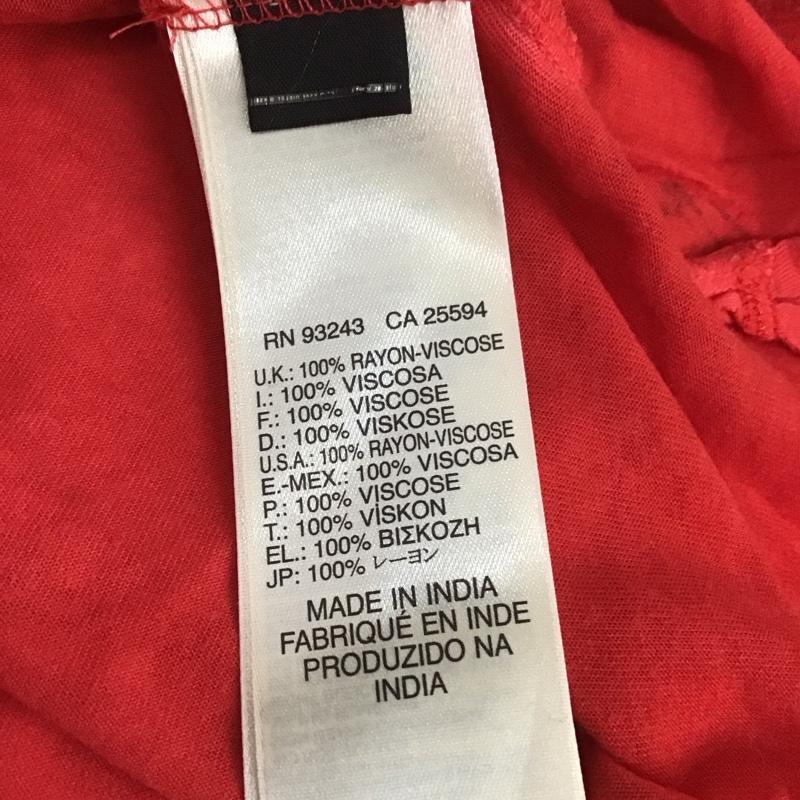 RN 93243 CA 25594
U.K.: 100% RAYON-VISCOSE
I.: 100% VISCOSA
F.: 100% VISCOSE
D.: 100% VISKOSE
U.S.A.: 100% RAYON-VISCOSE
E.-MEX.: 100% VISCOSA
P.: 100% VISCOSE
T.: 100% VİSKON
EL.: 100% ΒΙΣΚΟΖΗ
JP: 100% レーヨン
MADE IN INDIA
FABRIQUÉ EN INDE
PRODUZIDO NA
INDIA